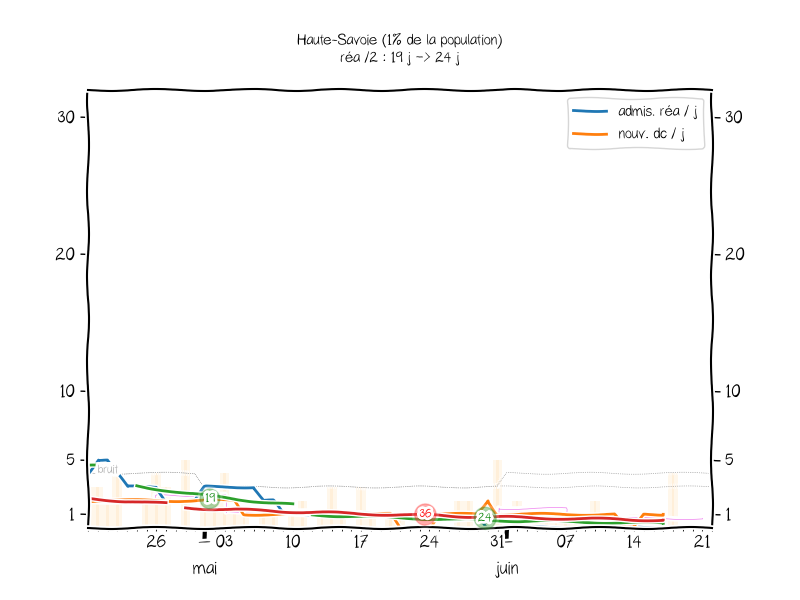 Haute-Savoie (1% de la population)
réa /2 : 19 j -> 24 j
admis. réa / j
nouv. dc / j
30 30
20 20
10 10
5 5
bruit
19
36
24
1 1
26 03 10 17 24 31 07 14 21
mai juin